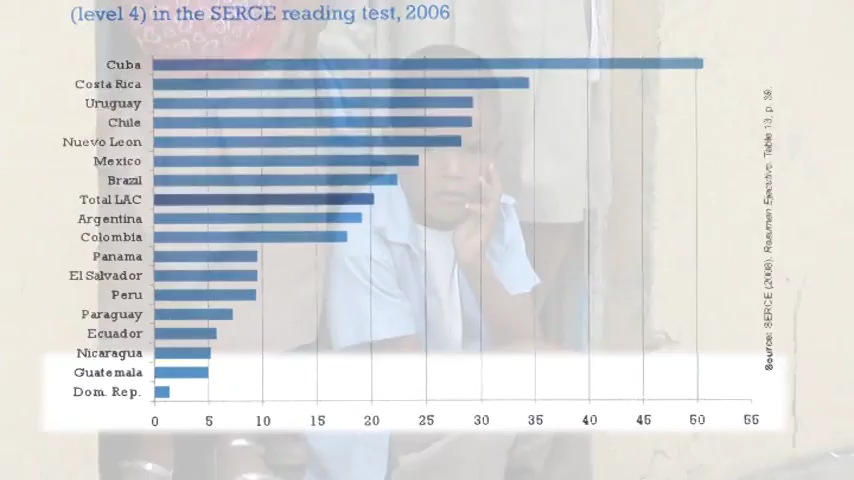 (level 4) in the SERCE reading test, 2006
Cuba
Costa Rica
Uruguay
Chile
Nuevo Leon
Mexico
Brazil
Total LAC
Argentina
Colombia
Panama
El Salvador
Peru
Paraguay
Ecuador
Nicaragua
Guatemala
Dom. Rep.
0 5 10 15 20 25 30 35 40 45 50 55
Source: SERCE (2008). Resumen Ejecutivo. Table 13, p. 39.